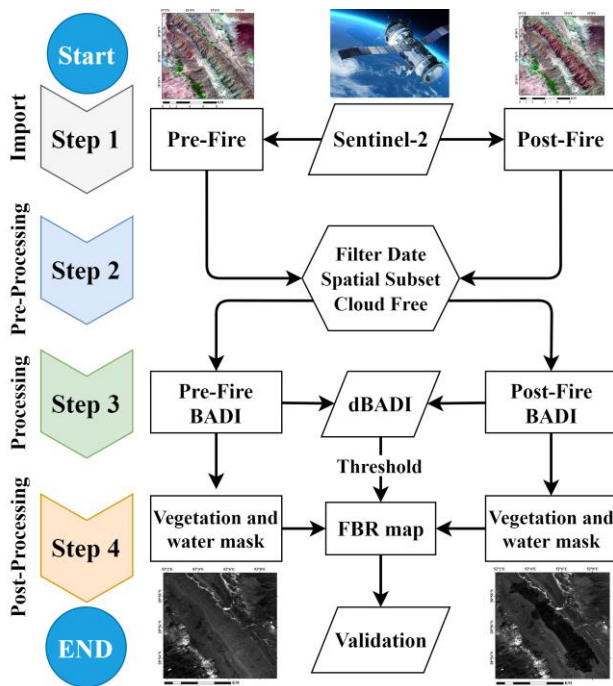 Start
Import
Step 1
Pre-Fire
Sentinel-2
Post-Fire
Pre-Processing
Step 2
Filter Date
Spatial Subset
Cloud Free
Processing
Step 3
Pre-Fire
BADI
dBADI
Post-Fire
BADI
Threshold
Post-Processing
Step 4
Vegetation and
water mask
FBR map
Vegetation and
water mask
END
Validation